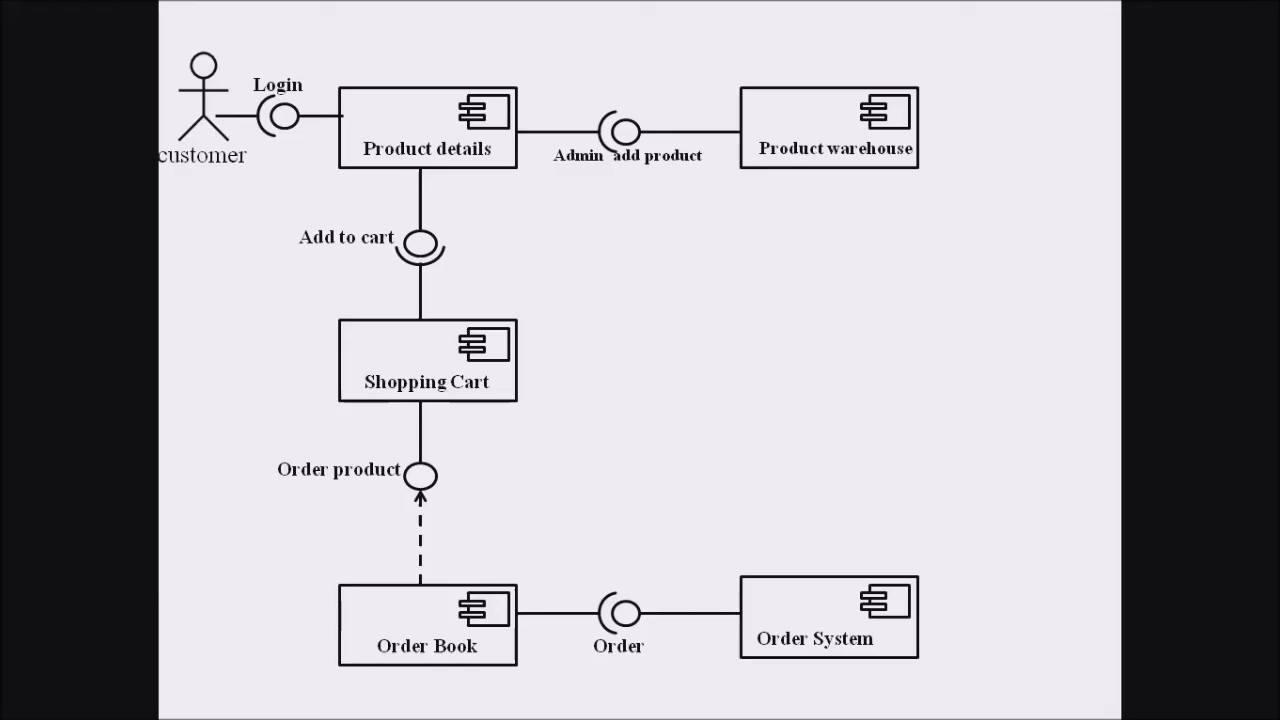 Login
customer
Product details
Admin add product
Product warehouse
Add to cart
Shopping Cart
Order product
Order Book
Order
Order System